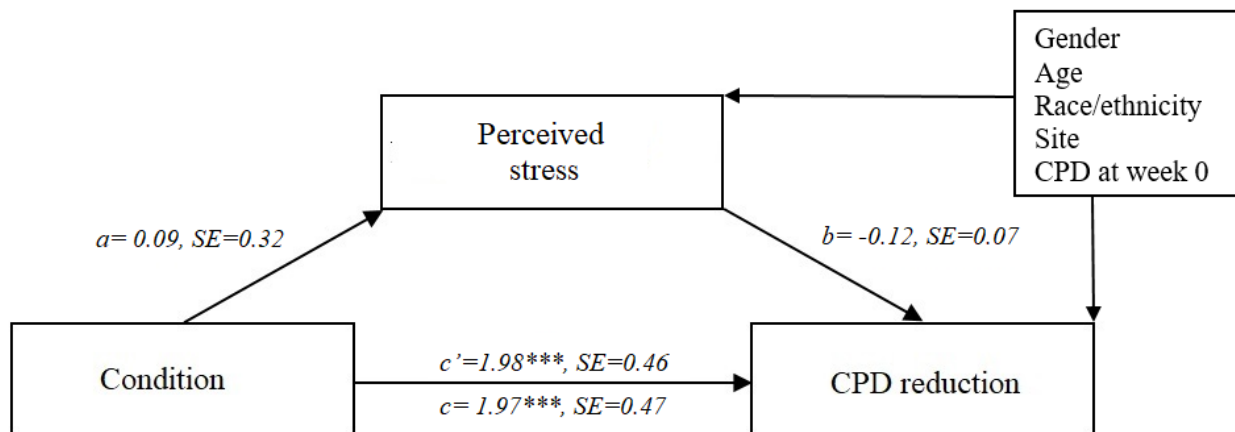 Gender
Age
Race/ethnicity
Site
CPD at week 0
Perceived
stress
a= 0.09, SE=0.32
b= -0.12, SE=0.07
Condition
c’=1.98***, SE=0.46
c= 1.97***, SE=0.47
CPD reduction